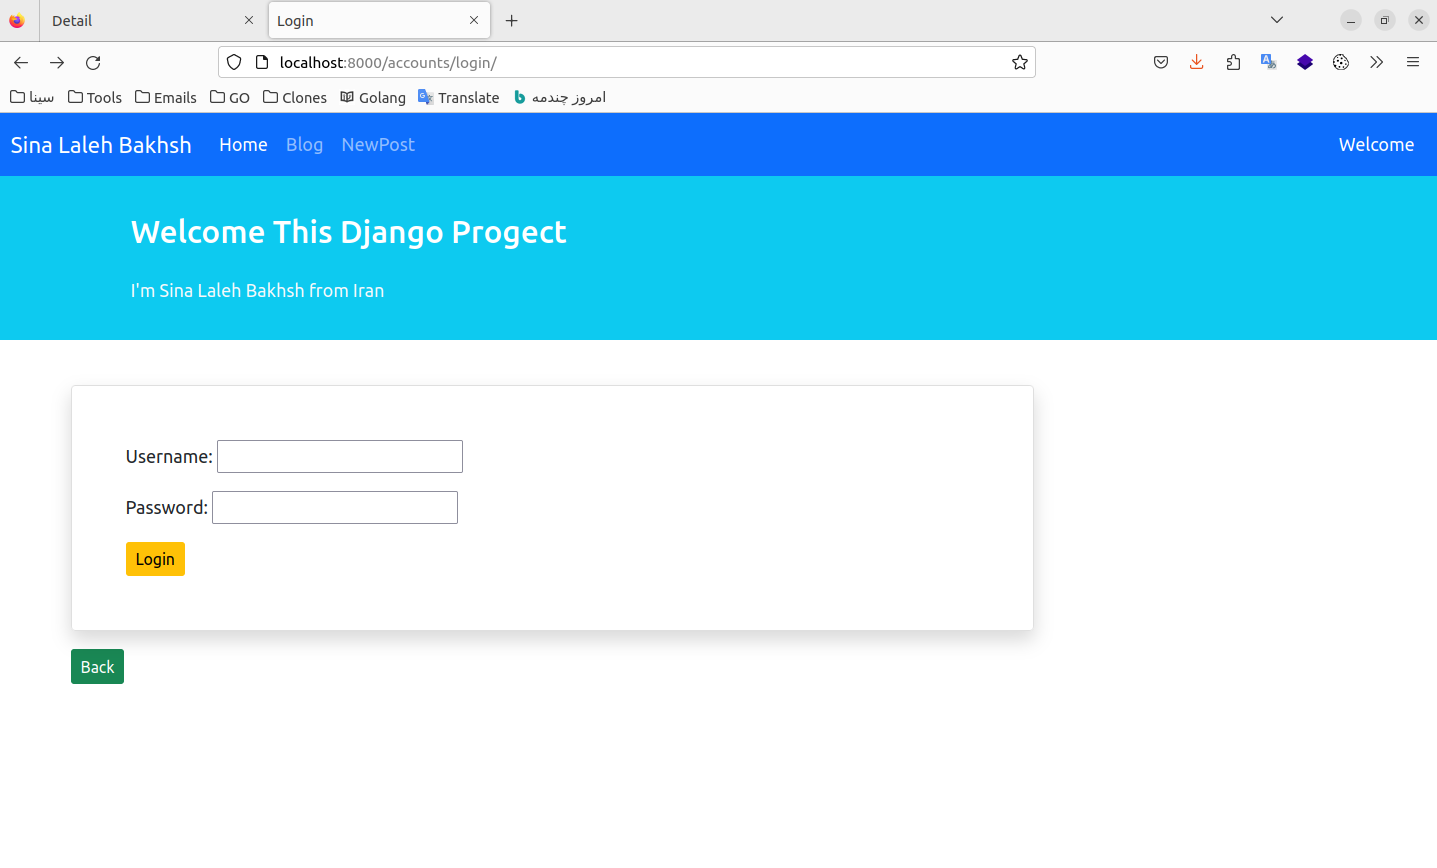 Detail
Login
localhost:8000/accounts/login/
سینا Tools Emails GO Clones Golang Translate امروز چندمه
Sina Laleh Bakhsh Home Blog NewPost Welcome
Welcome This Django Progect
I'm Sina Laleh Bakhsh from Iran
Username:
Password:
Login
Back